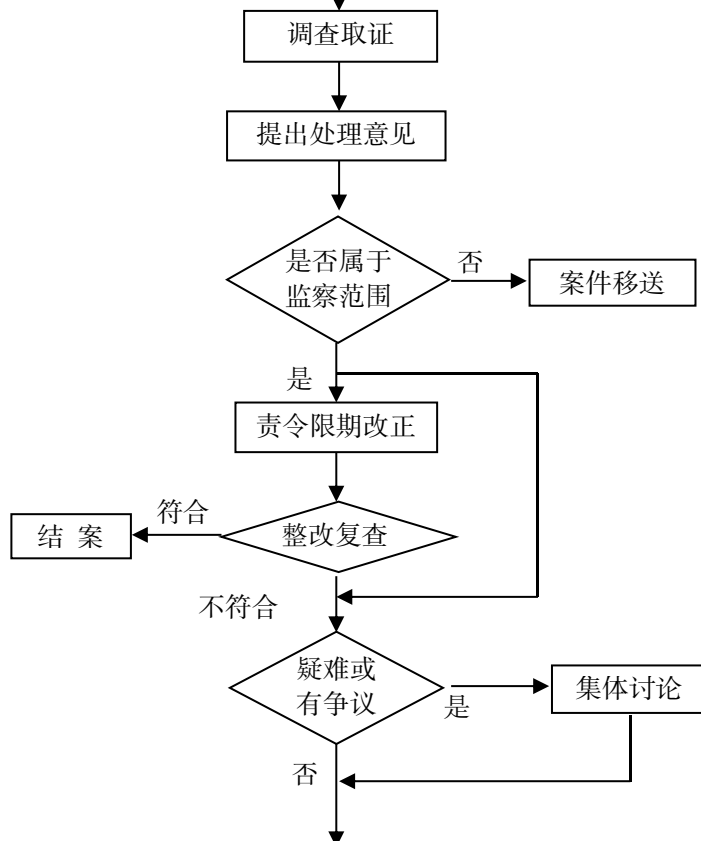 调查取证
提出处理意见
是否属于
监察范围
否
案件移送
是
责令限期改正
符合
结 案
整改复查
不符合
疑难或
有争议
是
集体讨论
否